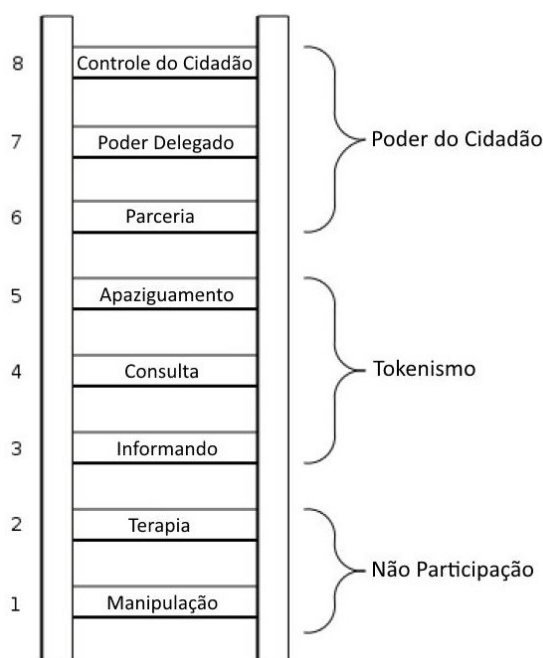 8 Controle do Cidadão
7 Poder Delegado
Poder do Cidadão
6 Parceria
5 Apaziguamento
4 Consulta
Tokenismo
3 Informando
2 Terapia
Não Participação
1 Manipulação